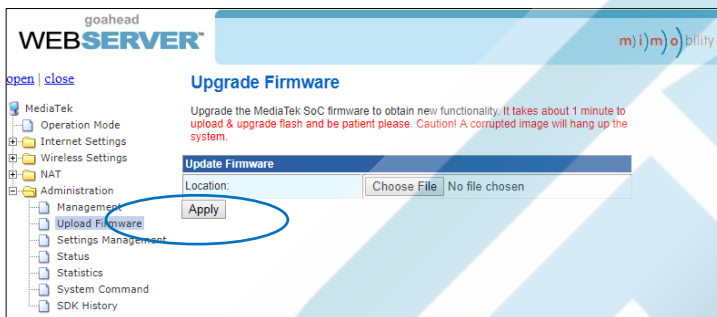 goahead
WEBSERVER™
m)i)m)o)bility™
open | close
MediaTek
Operation Mode
Internet Settings
Wireless Settings
NAT
Administration
Management
Upload Firmware
Settings Management
Status
Statistics
System Command
SDK History
Upgrade Firmware
Upgrade the MediaTek SoC firmware to obtain new functionality. It takes about 1 minute to
upload & upgrade flash and be patient please. Caution! A corrupted image will hang up the
system.
Update Firmware
Location: Choose File No file chosen
Apply